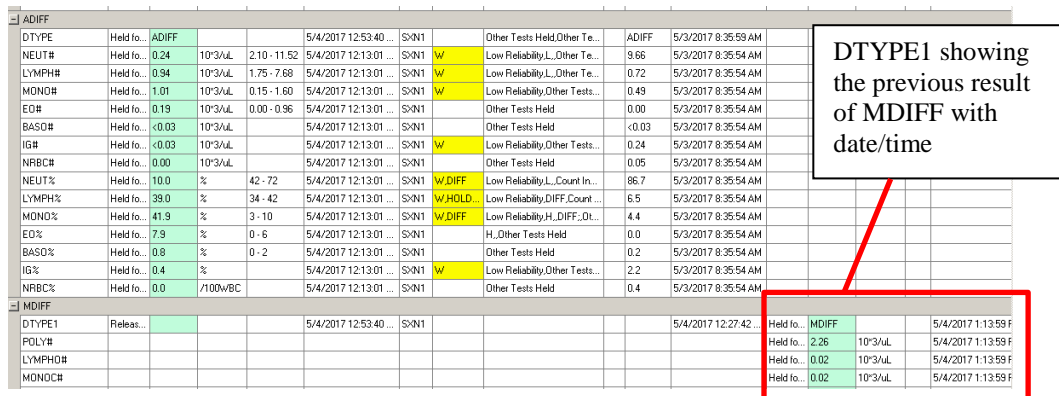 ADIFF
DTYPE Held fo... ADIFF 5/4/2017 12:53:40 ... SXN1 Other Tests Held,Other Te... ADIFF 5/3/2017 8:35:59 AM
NEUT# Held fo... 0.24 10*3/uL 2.10 - 11.52 5/4/2017 12:13:01 ... SXN1 W Low Reliability,L,,Other Te... 9.66 5/3/2017 8:35:54 AM
LYMPH# Held fo... 0.94 10*3/uL 1.75 - 7.68 5/4/2017 12:13:01 ... SXN1 W Low Reliability,L,,Other Te... 0.72 5/3/2017 8:35:54 AM
MONO# Held fo... 1.01 10*3/uL 0.15 - 1.60 5/4/2017 12:13:01 ... SXN1 W Low Reliability,Other Tests... 0.49 5/3/2017 8:35:54 AM
EO# Held fo... 0.19 10*3/uL 0.00 - 0.96 5/4/2017 12:13:01 ... SXN1 Other Tests Held 0.00 5/3/2017 8:35:54 AM
BASO# Held fo... <0.03 10*3/uL 5/4/2017 12:13:01 ... SXN1 Other Tests Held <0.03 5/3/2017 8:35:54 AM
IG# Held fo... <0.03 10*3/uL 5/4/2017 12:13:01 ... SXN1 W Low Reliability,Other Tests... 0.24 5/3/2017 8:35:54 AM
NRBC# Held fo... 0.00 10*3/uL 5/4/2017 12:13:01 ... SXN1 Other Tests Held 0.05 5/3/2017 8:35:54 AM
NEUT% Held fo... 10.0 % 42 - 72 5/4/2017 12:13:01 ... SXN1 W,DIFF Low Reliability,L,,Count In... 86.7 5/3/2017 8:35:54 AM
LYMPH% Held fo... 39.0 % 34 - 42 5/4/2017 12:13:01 ... SXN1 W,HOLD... Low Reliability,DIFF,Count ... 6.5 5/3/2017 8:35:54 AM
MONO% Held fo... 41.9 % 3 - 10 5/4/2017 12:13:01 ... SXN1 W,DIFF Low Reliability,H,,DIFF;,Ot... 4.4 5/3/2017 8:35:54 AM
EO% Held fo... 7.9 % 0 - 6 5/4/2017 12:13:01 ... SXN1 H,,Other Tests Held 0.0 5/3/2017 8:35:54 AM
BASO% Held fo... 0.8 % 0 - 2 5/4/2017 12:13:01 ... SXN1 Other Tests Held 0.2 5/3/2017 8:35:54 AM
IG% Held fo... 0.4 % 5/4/2017 12:13:01 ... SXN1 W Low Reliability,Other Tests... 2.2 5/3/2017 8:35:54 AM
NRBC% Held fo... 0.0 /100WBC 5/4/2017 12:13:01 ... SXN1 Other Tests Held 0.4 5/3/2017 8:35:54 AM
MDIFF
DTYPE1 Releas... 5/4/2017 12:53:40 ... SXN1 5/4/2017 12:27:42 ... Held fo... MDIFF 5/4/2017 1:13:59 P
POLY# Held fo... 2.26 10*3/uL 5/4/2017 1:13:59 P
LYMPHO# Held fo... 0.02 10*3/uL 5/4/2017 1:13:59 P
MONOC# Held fo... 0.02 10*3/uL 5/4/2017 1:13:59 P
DTYPE1 showing
the previous result
of MDIFF with
date/time